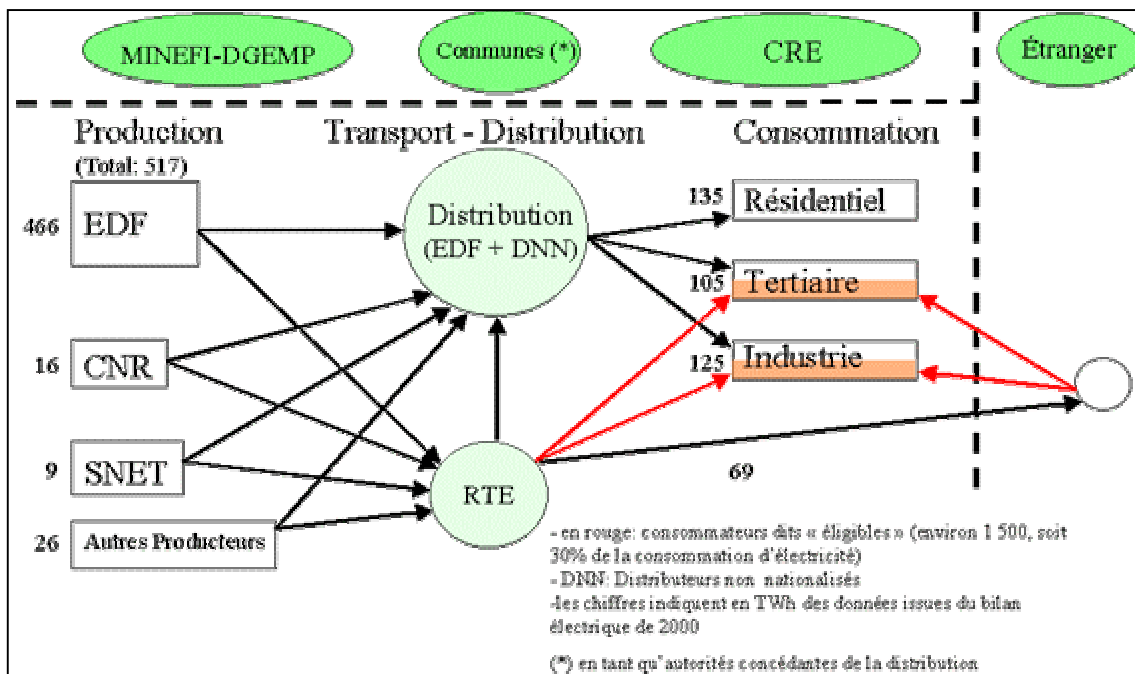 MINEFI-DGEMP
Communes (*)
CRE
Étranger
Production
Transport - Distribution
Consommation
(Total: 517)
466
EDF
Distribution
(EDF + DNN)
135
Résidentiel
105
Tertiaire
16
CNR
125
Industrie
9
SNET
RTE
69
26
Autres Producteurs
- en rouge: consommateurs dits « éligibles » (environ 1 500, soit
30% de la consommation d'électricité)
- DNN: Distributeurs non nationalisés
-les chiffres indiquent en TWh des données issues du bilan
électrique de 2000
(*) en tant qu'autorités concédantes de la distribution